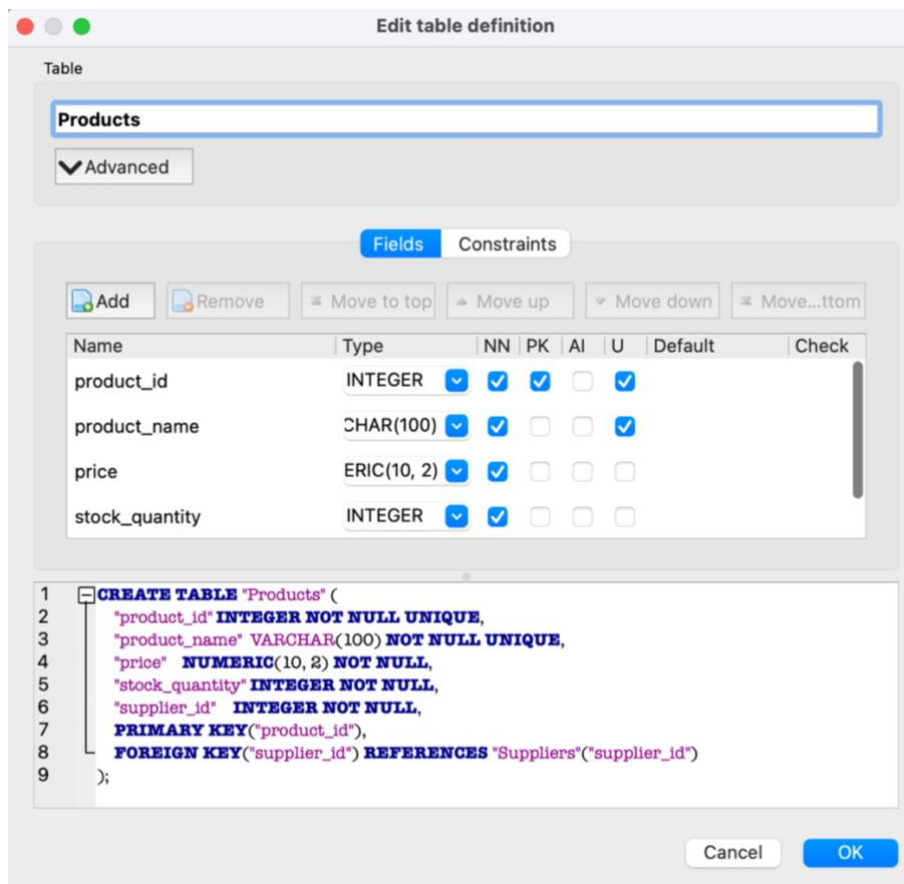 Edit table definition
Table
Products
Advanced
Fields Constraints
Add Remove Move to top Move up Move down Move...ttom
Name Type NN PK AI U Default Check
product_id INTEGER
product_name CHAR(100)
price ERIC(10, 2)
stock_quantity INTEGER
1 CREATE TABLE "Products" (
2 "product_id" INTEGER NOT NULL UNIQUE,
3 "product_name" VARCHAR(100) NOT NULL UNIQUE,
4 "price" NUMERIC(10, 2) NOT NULL,
5 "stock_quantity" INTEGER NOT NULL,
6 "supplier_id" INTEGER NOT NULL,
7 PRIMARY KEY("product_id"),
8 FOREIGN KEY("supplier_id") REFERENCES "Suppliers"("supplier_id")
9 );
Cancel OK